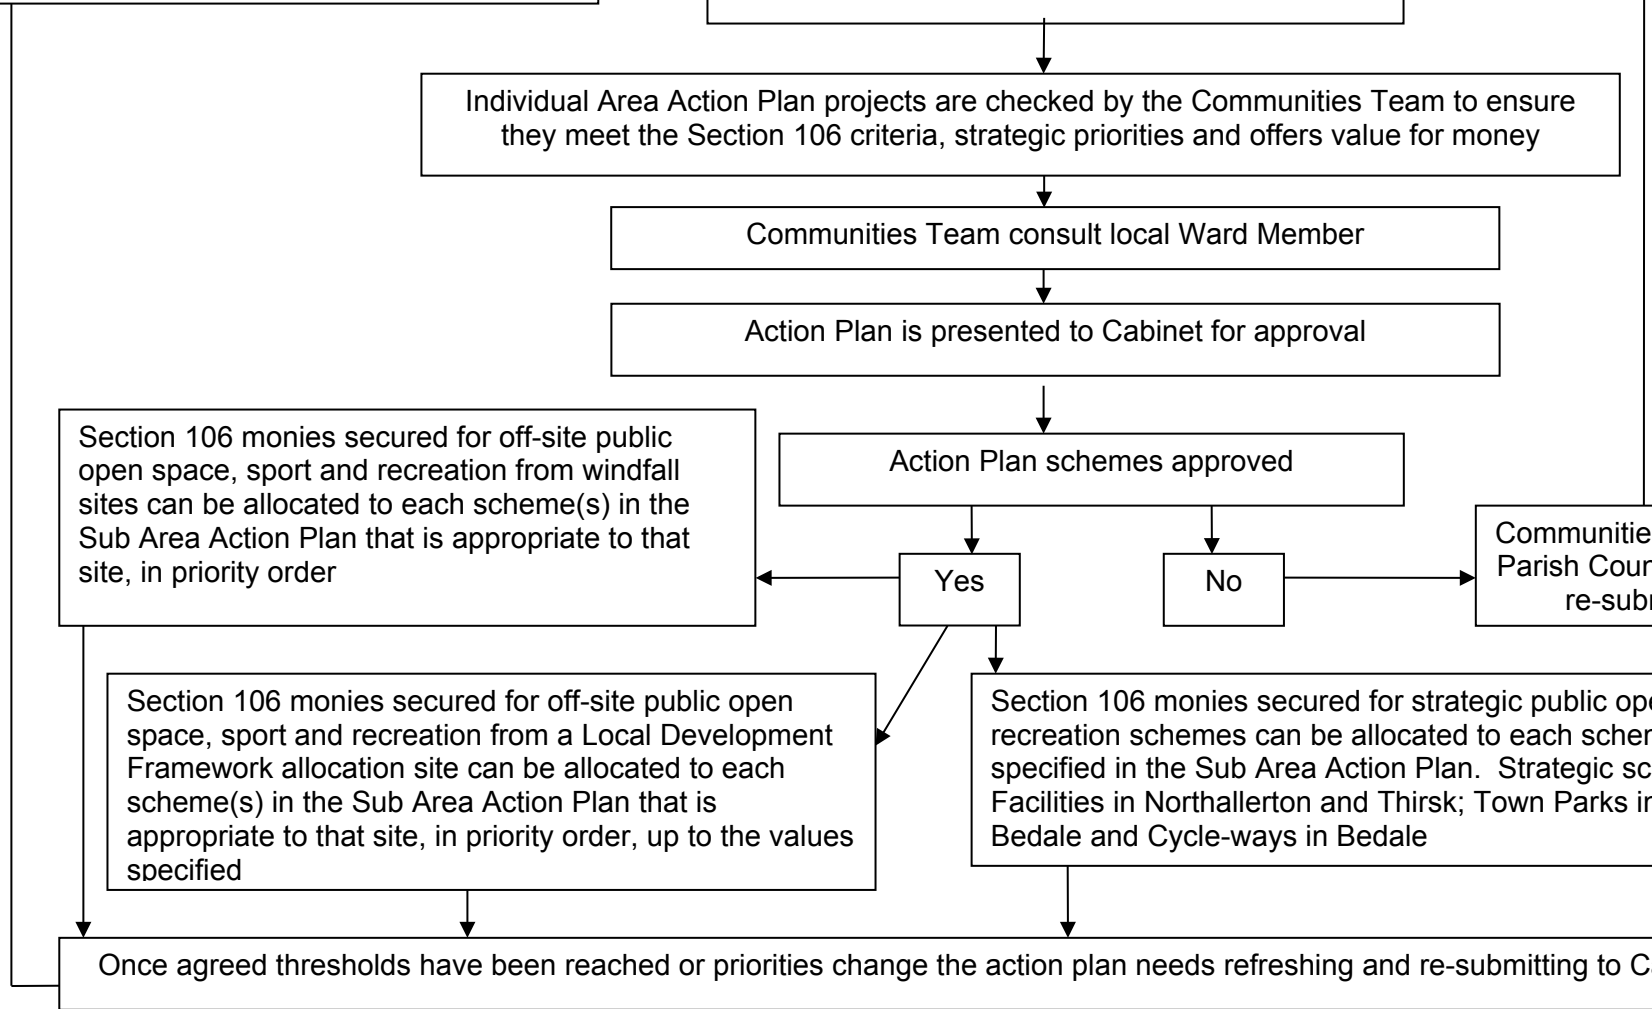 Individual Area Action Plan projects are checked by the Communities Team to ensure
they meet the Section 106 criteria, strategic priorities and offers value for money
Communities Team consult local Ward Member
Action Plan is presented to Cabinet for approval
Section 106 monies secured for off-site public
open space, sport and recreation from windfall
sites can be allocated to each scheme(s) in the
Sub Area Action Plan that is appropriate to that
site, in priority order
Action Plan schemes approved
Yes
No
Parish
Section 106 monies secured for off-site public open
space, sport and recreation from a Local Development
Framework allocation site can be allocated to each
scheme(s) in the Sub Area Action Plan that is
appropriate to that site, in priority order, up to the values
specified
Section 106 monies secured for strategic public
recreation schemes can be allocated to each
specified in the Sub Area Action Plan. Strategic
Facilities in Northallerton and Thirsk; Town Parks
Bedale and Cycle-ways in Bedale
Once agreed thresholds have been reached or priorities change the action plan needs refreshing and re-submitting to